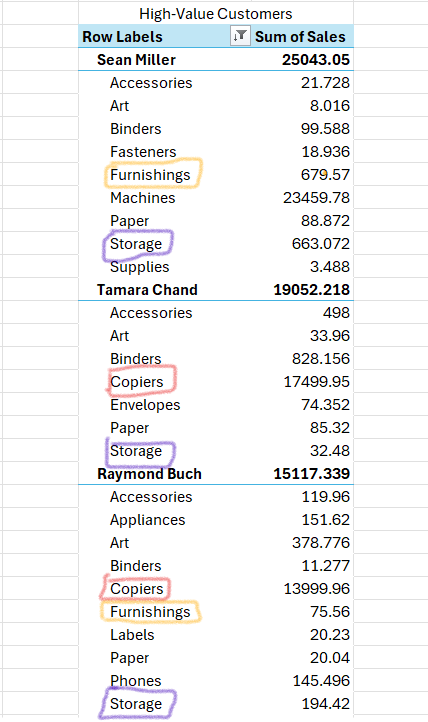 High-Value Customers
Row Labels Sum of Sales
Sean Miller 25043.05
Accessories 21.728
Art 8.016
Binders 99.588
Fasteners 18.936
Furnishings 679.57
Machines 23459.78
Paper 88.872
Storage 663.072
Supplies 3.488
Tamara Chand 19052.218
Accessories 498
Art 33.96
Binders 828.156
Copiers 17499.95
Envelopes 74.352
Paper 85.32
Storage 32.48
Raymond Buch 15117.339
Accessories 119.96
Appliances 151.62
Art 378.776
Binders 11.277
Copiers 13999.96
Furnishings 75.56
Labels 20.23
Paper 20.04
Phones 145.496
Storage 194.42